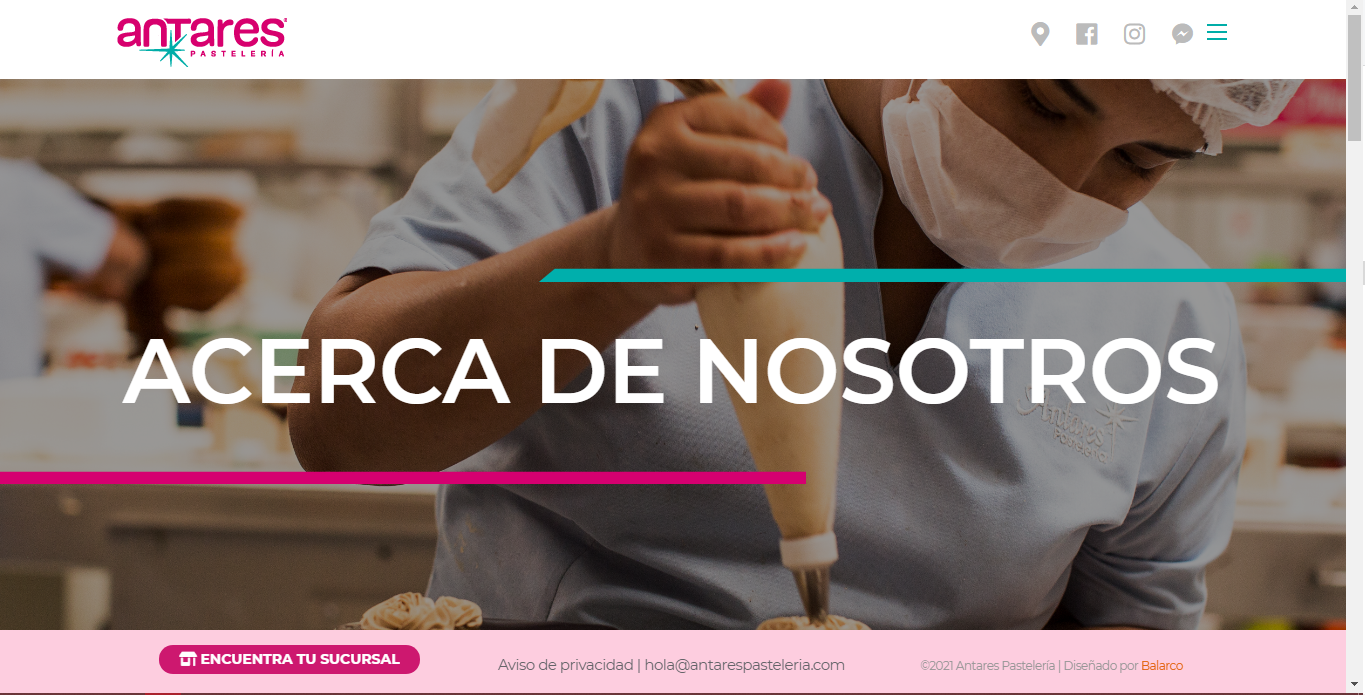 antares®
PASTELERÍA
ACERCA DE NOSOTROS
Antares
ENCUENTRA TU SUCURSAL
Aviso de privacidad | hola@antarespasteleria.com
©2021 Antares Pastelería | Diseñado por Balarco